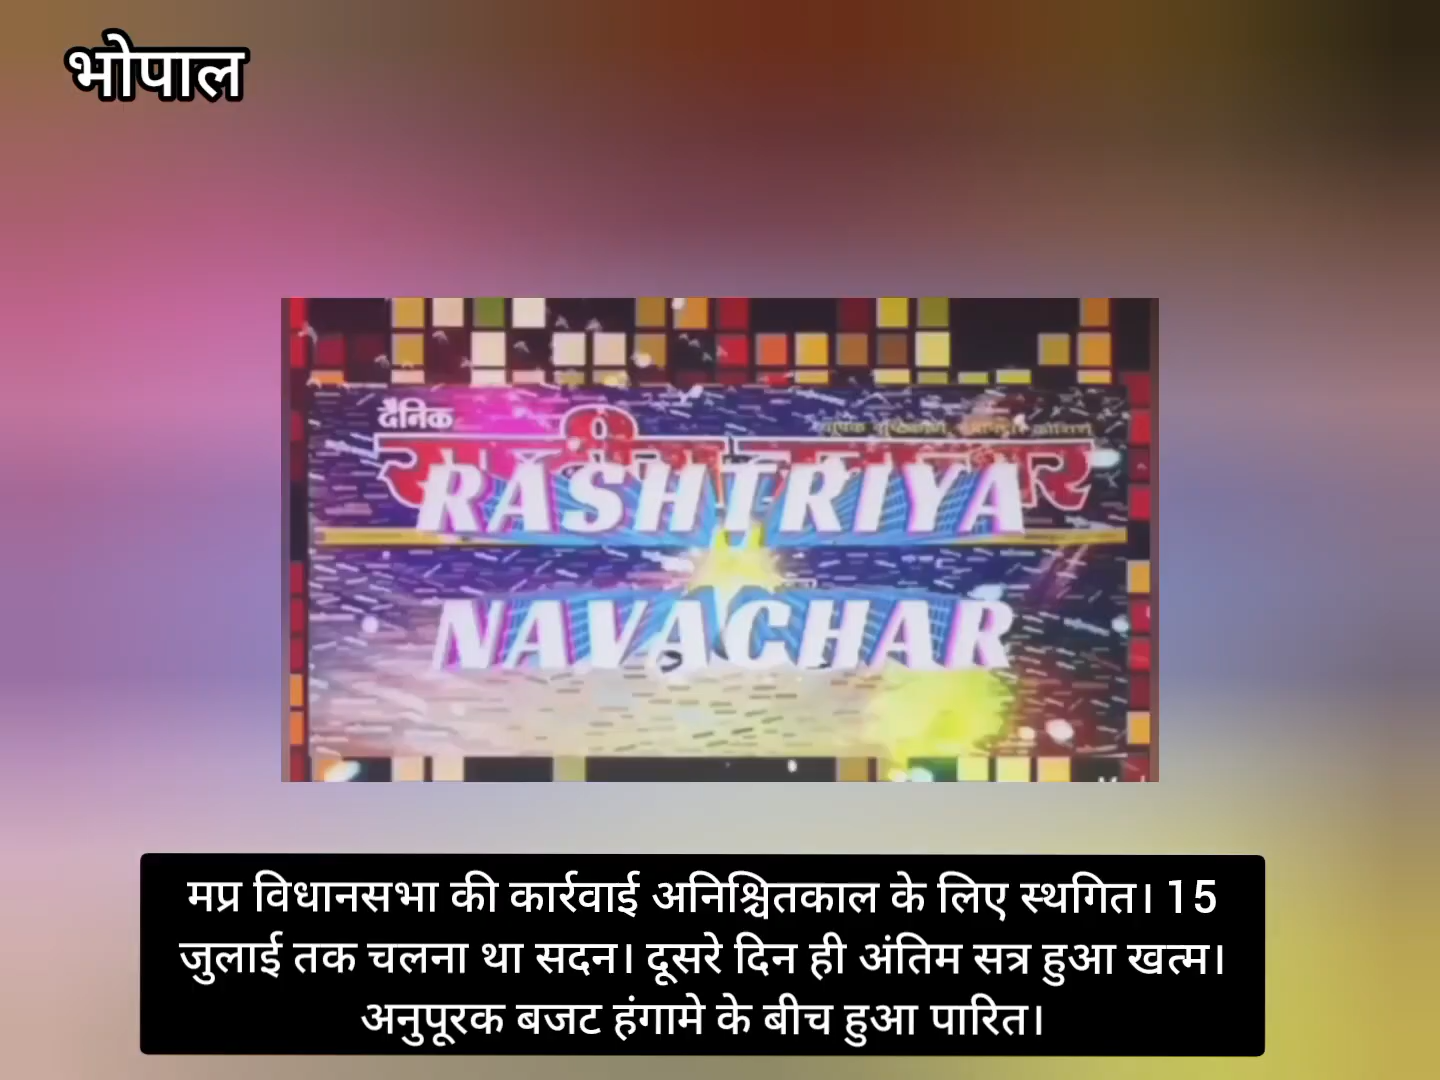 भोपाल
दैनिक
RASHTRIYA
NAVACHAR
मप्र विधानसभा की कार्रवाई अनिश्चितकाल के लिए स्थगित। 15
जुलाई तक चलना था सदन। दूसरे दिन ही अंतिम सत्र हुआ खत्म।
अनुपूरक बजट हंगामे के बीच हुआ पारित।